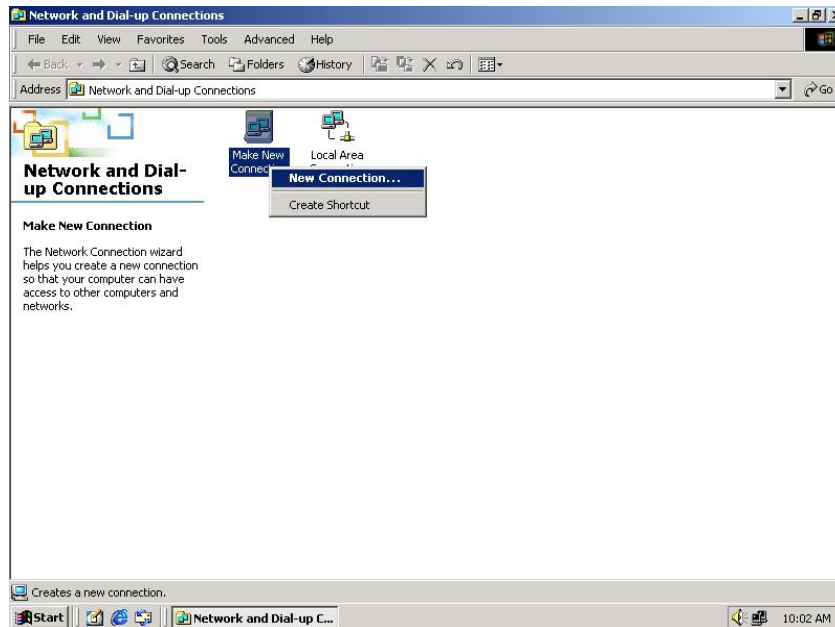 Network and Dial-up Connections
File Edit View Favorites Tools Advanced Help
Back Search Folders History
Address Network and Dial-up Connections Go
Network and Dial-
up Connections
Make New Connection
The Network Connection wizard
helps you create a new connection
so that your computer can have
access to other computers and
networks.
Make New
Local Area
New Connection...
Create Shortcut
Creates a new connection.
Start Network and Dial-up C... 10:02 AM